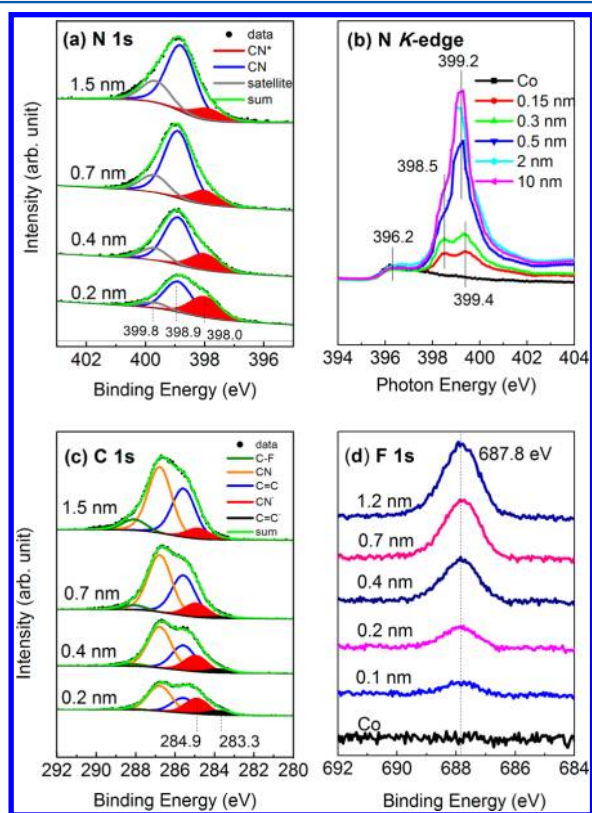 (a) N 1s
data
CN*
CN
satellite
sum
1.5 nm
0.7 nm
0.4 nm
0.2 nm
399.8
398.9
398.0
402 400 398 396
Binding Energy (eV)
Intensity (arb. unit)
(b) N K-edge
399.2
Co
0.15 nm
0.3 nm
0.5 nm
2 nm
10 nm
398.5
396.2
399.4
394 396 398 400 402 404
Photon Energy (eV)
(c) C 1s
data
C-F
CN
C=C
CN-
C=C-
sum
1.5 nm
0.7 nm
0.4 nm
0.2 nm
284.9
283.3
292 290 288 286 284 282 280
Binding Energy (eV)
Intensity (arb. unit)
(d) F 1s
687.8 eV
1.2 nm
0.7 nm
0.4 nm
0.2 nm
0.1 nm
Co
692 690 688 686 684
Binding Energy (eV)